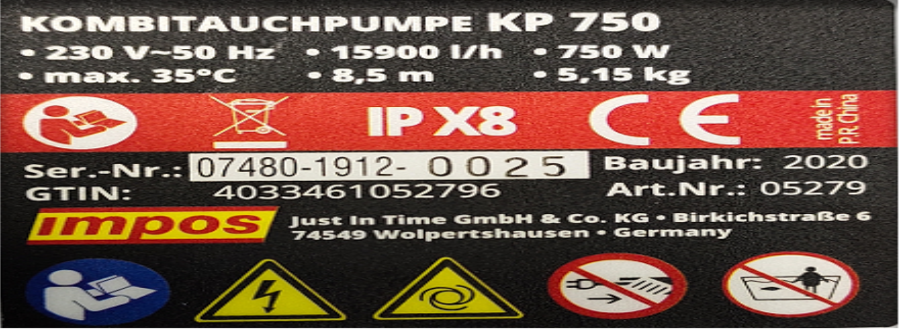 KOMBITAUCHPUMPE KP 750
• 230 V~50 Hz • 15900 l/h • 750 W
• max. 35°C • 8,5 m • 5,15 kg
IP X8 CE made in P.R. China
Ser.-Nr.: 07480-1912- 0025 Baujahr: 2020
GTIN: 4033461052796 Art.Nr.: 05279
impos Just In Time GmbH & Co. KG • Birkichstraße 6
74549 Wolpertshausen • Germany